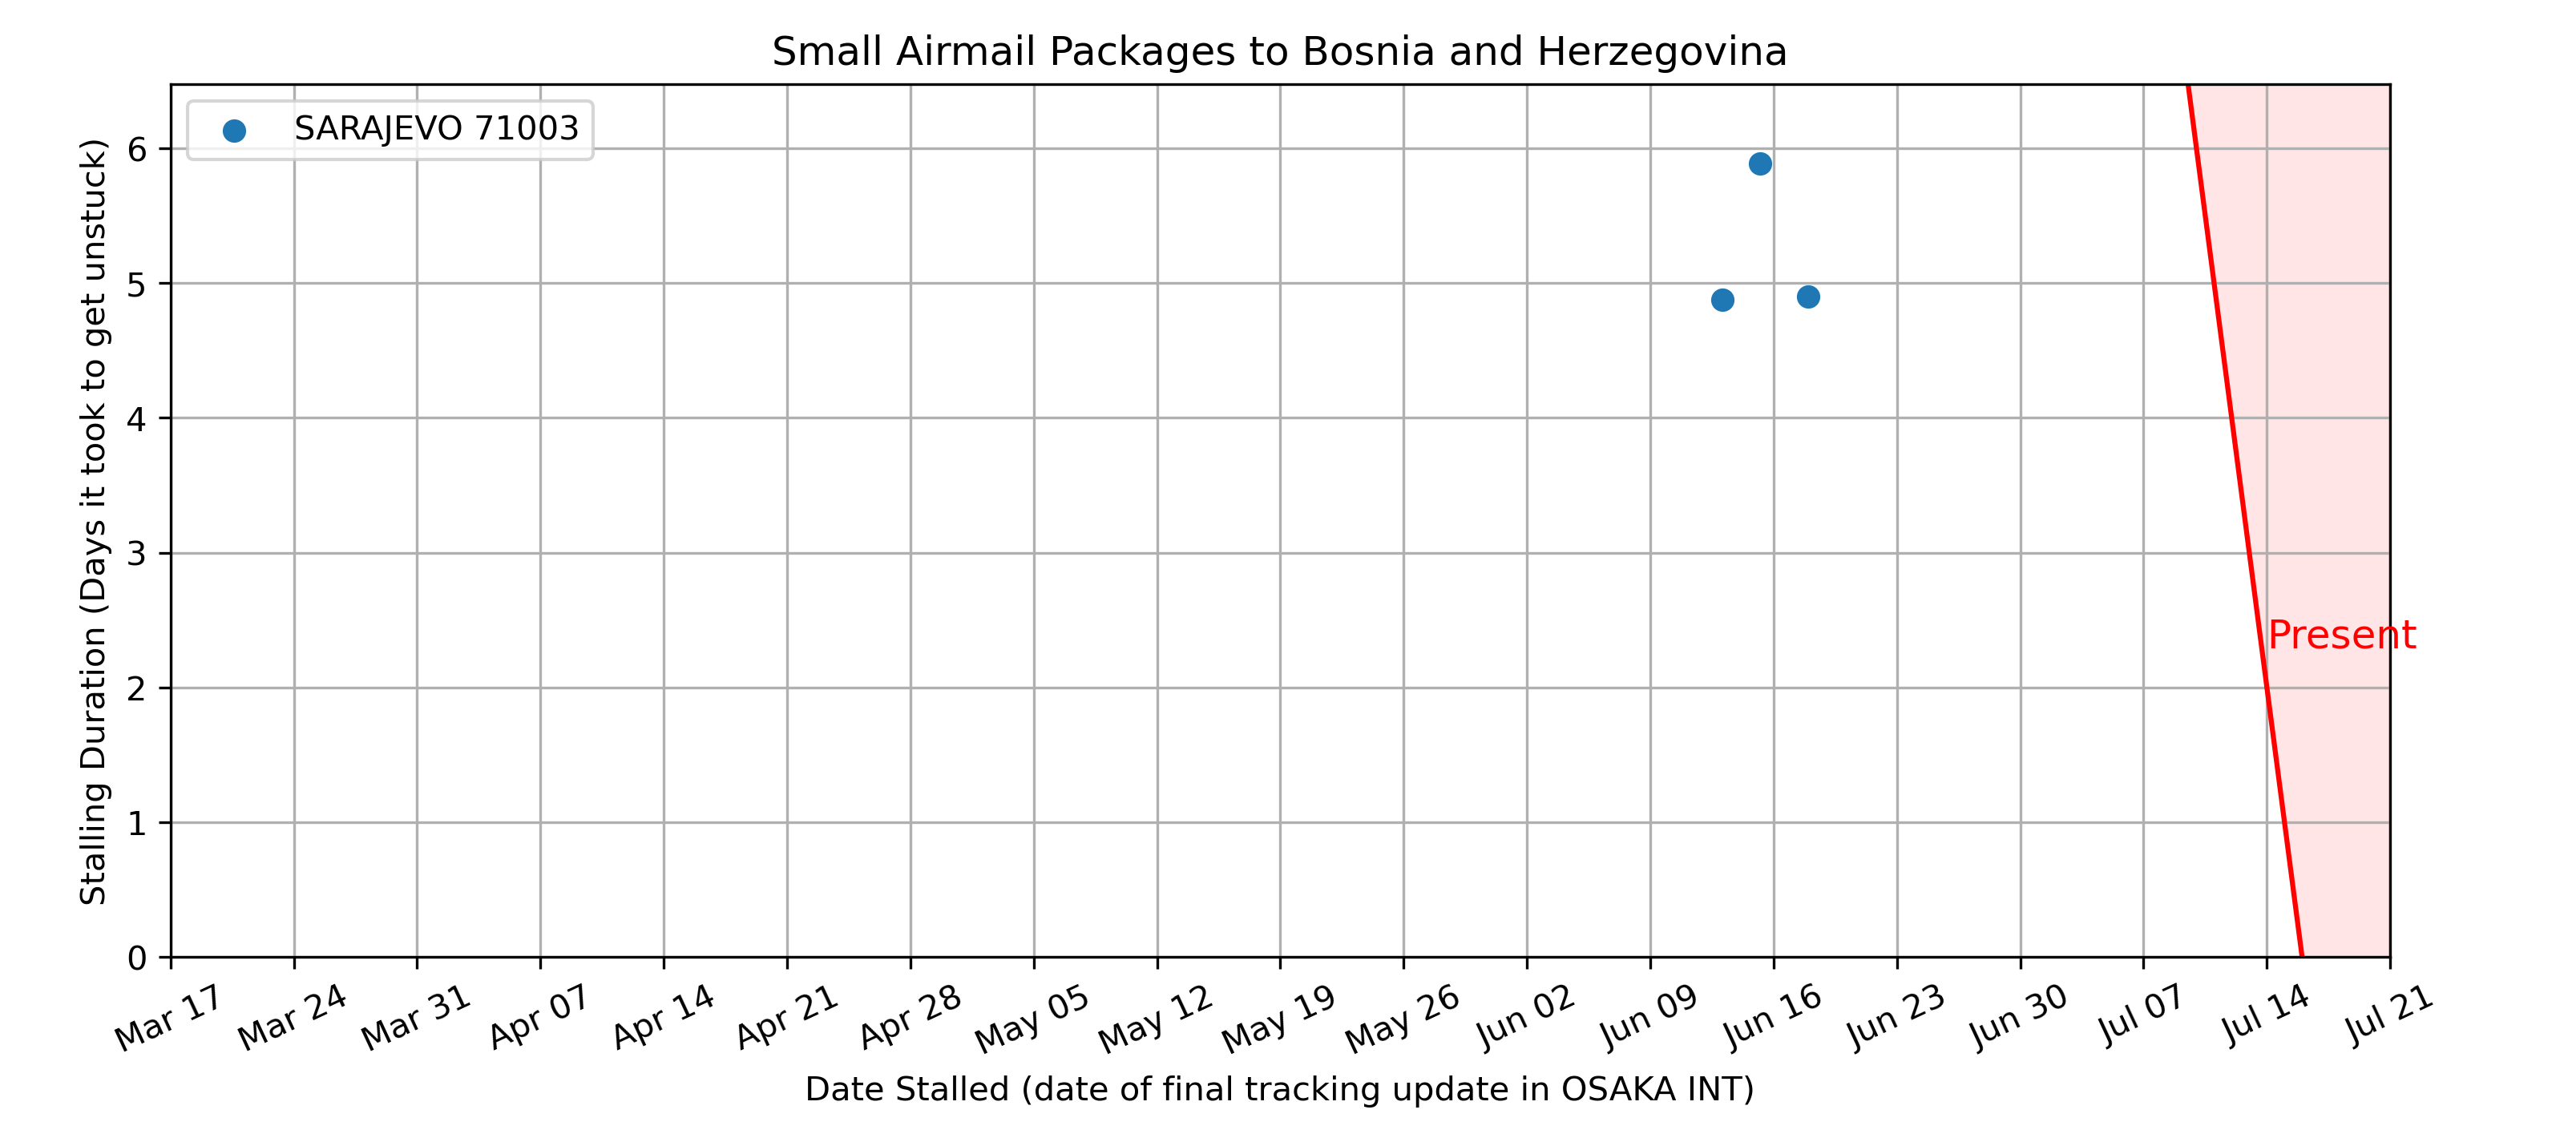 Small Airmail Packages to Bosnia and Herzegovina
SARAJEVO 71003
Stalling Duration (Days it took to get unstuck)
6
5
4
3
2
1
0
Present
Mar 17 Mar 24 Mar 31 Apr 07 Apr 14 Apr 21 Apr 28 May 05 May 12 May 19 May 26 Jun 02 Jun 09 Jun 16 Jun 23 Jun 30 Jul 07 Jul 14 Jul 21
Date Stalled (date of final tracking update in OSAKA INT)